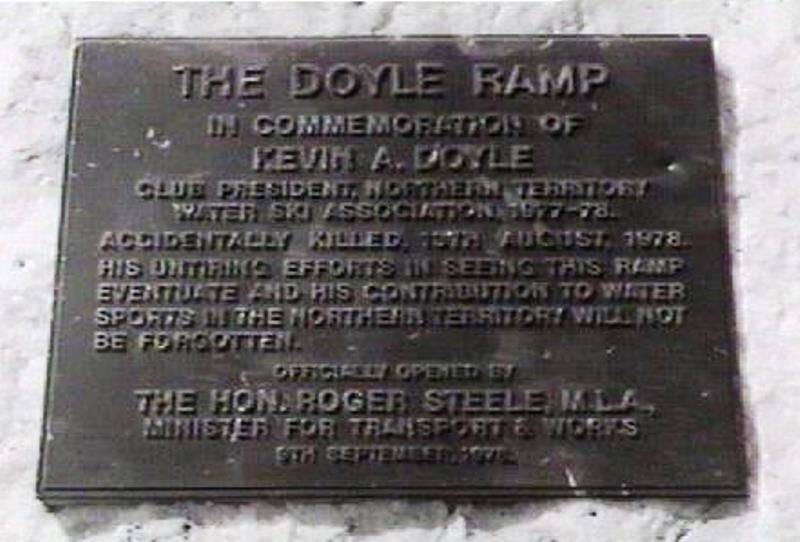 THE DOYLE RAMP
IN COMMEMORATION OF
KEVIN A. DOYLE
CLUB PRESIDENT, NORTHERN TERRITORY
WATER SKI ASSOCIATION, 1977-78.
ACCIDENTALLY KILLED, AUGUST, 1978.
HIS UNTIRING EFFORTS IN SEEING THIS RAMP
EVENTUATE AND HIS CONTRIBUTION TO WATER
SPORTS IN THE NORTHERN TERRITORY WILL NOT
BE FORGOTTEN.
OFFICIALLY OPENED BY
THE HON. ROGER STEELE, M.L.A.,
MINISTER FOR TRANSPORT & WORKS
9TH SEPTEMBER, 1978.